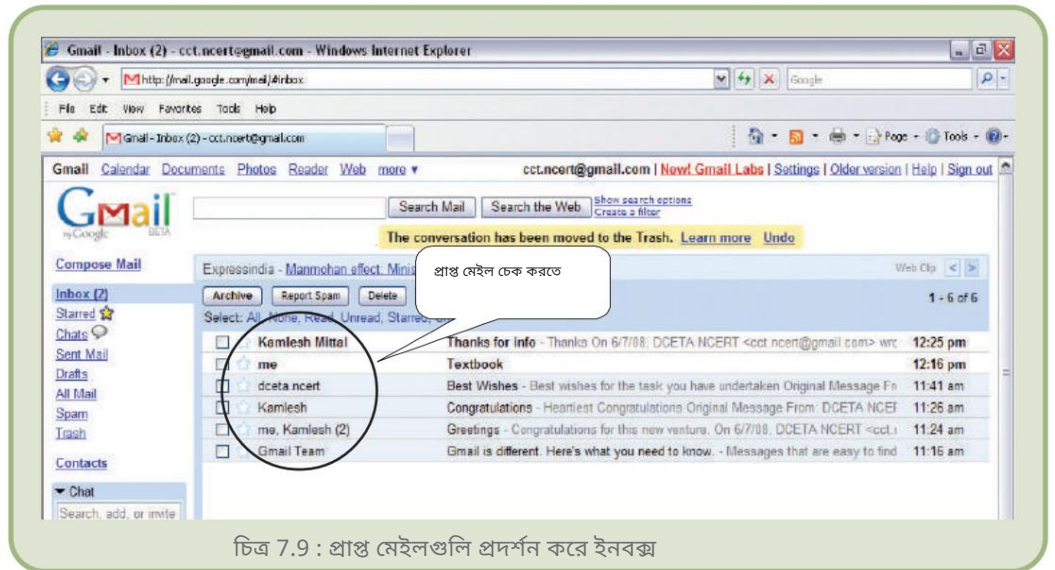 Gmail - Inbox (2) - cct.ncert@gmail.com - Windows Internet Explorer
http://mail.google.com/mail/#inbox Google
File Edit View Favorites Tools Help
Gmail - Inbox (2) - cct.ncert@gmail.com Page Tools
Gmail Calendar Documents Photos Reader Web more cct.ncert@gmail.com | New! Gmail Labs | Settings | Older version | Help | Sign out
Gmail by Google BETA
Search Mail Search the Web Show search options
Create a filter
The conversation has been moved to the Trash. Learn more Undo
Compose Mail
Expressindia - Manmohan effect: Minis Web Clip < >
প্রাপ্ত মেইল চেক করতে
Inbox (2) Archive Report Spam Delete 1 - 6 of 6
Starred Select: All, None, Read, Unread, Starred,
Chats Kamlesh Mittal Thanks for Info - Thanks On 6/7/08, DCETA NCERT <cct.ncert@gmail.com> wrc 12:25 pm
Sent Mail me Textbook 12:16 pm
Drafts dceta.ncert Best Wishes - Best wishes for the task you have undertaken Original Message Fr 11:41 am
All Mail Kamlesh Congratulations - Heartiest Congratulations Original Message From: DCETA NCEF 11:26 am
Spam me, Kamlesh (2) Greetings - Congratulations for this new venture. On 6/7/08, DCETA NCERT <cct.r 11:24 am
Trash Gmail Team Gmail is different. Here's what you need to know. - Messages that are easy to find 11:16 am
Contacts
Chat
Search, add, or invite
চিত্র 7.9 : প্রাপ্ত মেইলগুলি প্রদর্শন করে ইনবক্স